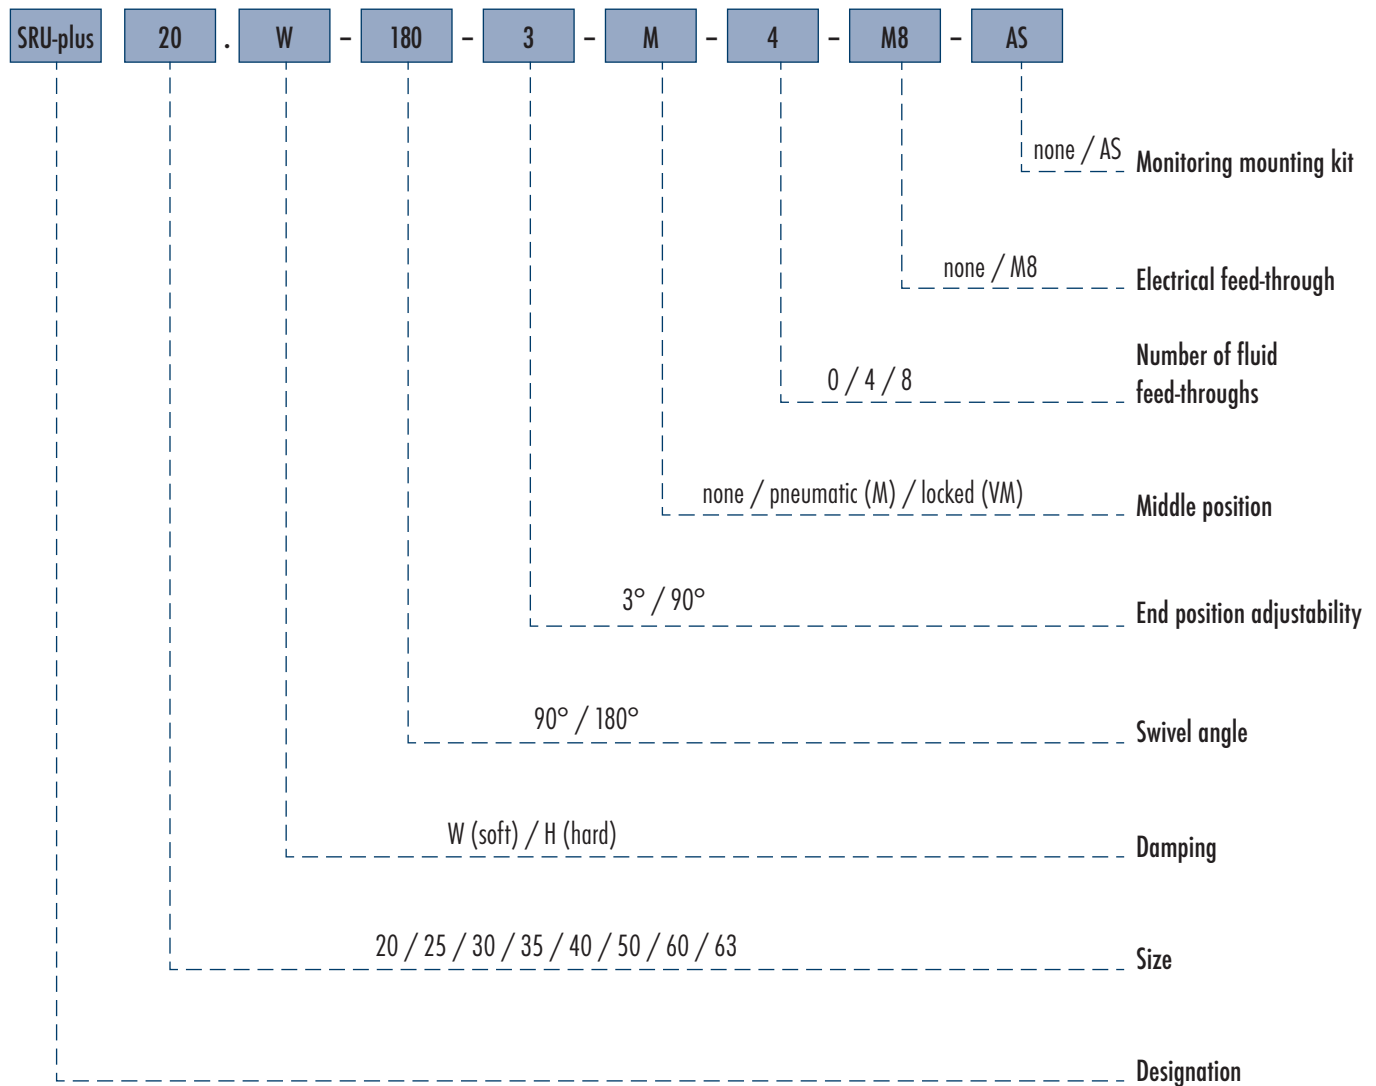 SRU-plus 20 . W – 180 – 3 – M – 4 – M8 – AS
none / AS Monitoring mounting kit
none / M8 Electrical feed-through
Number of fluid
0 / 4 / 8 feed-throughs
none / pneumatic (M) / locked (VM) Middle position
3° / 90° End position adjustability
90° / 180° Swivel angle
W (soft) / H (hard) Damping
20 / 25 / 30 / 35 / 40 / 50 / 60 / 63 Size
Designation